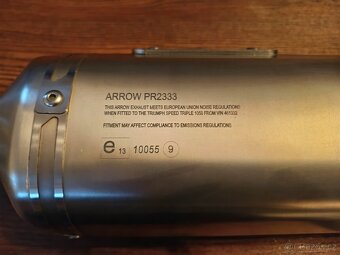 ARROW PR2333
THIS ARROW EXHAUST MEETS EUROPEAN UNION NOISE REGULATIONS
WHEN FITTED TO THE TRIUMPH SPEED TRIPLE 1050 FROM VIN 461332
FITMENT MAY AFFECT COMPLIANCE TO EMISSIONS REGULATIONS.
e 13 10055 9